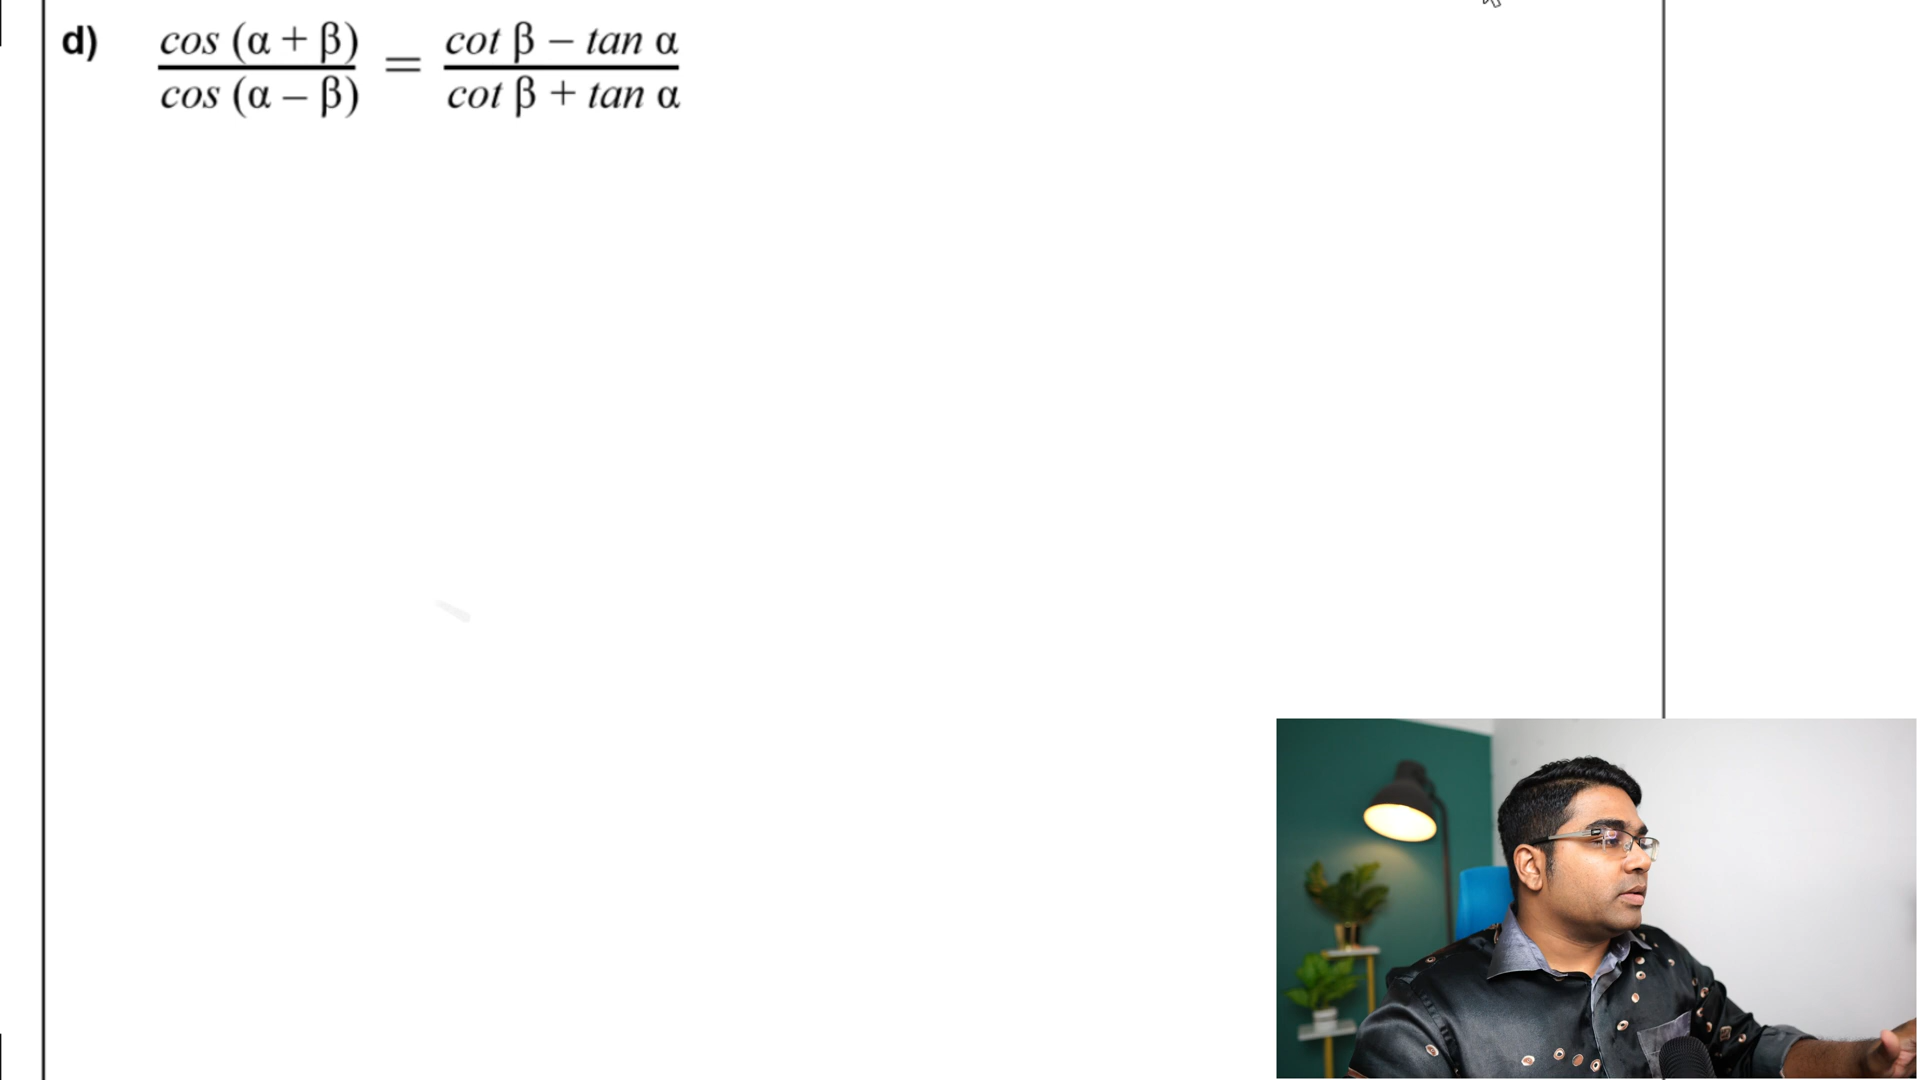 d) cos (α + β) / cos (α – β) = cot β – tan α / cot β + tan α